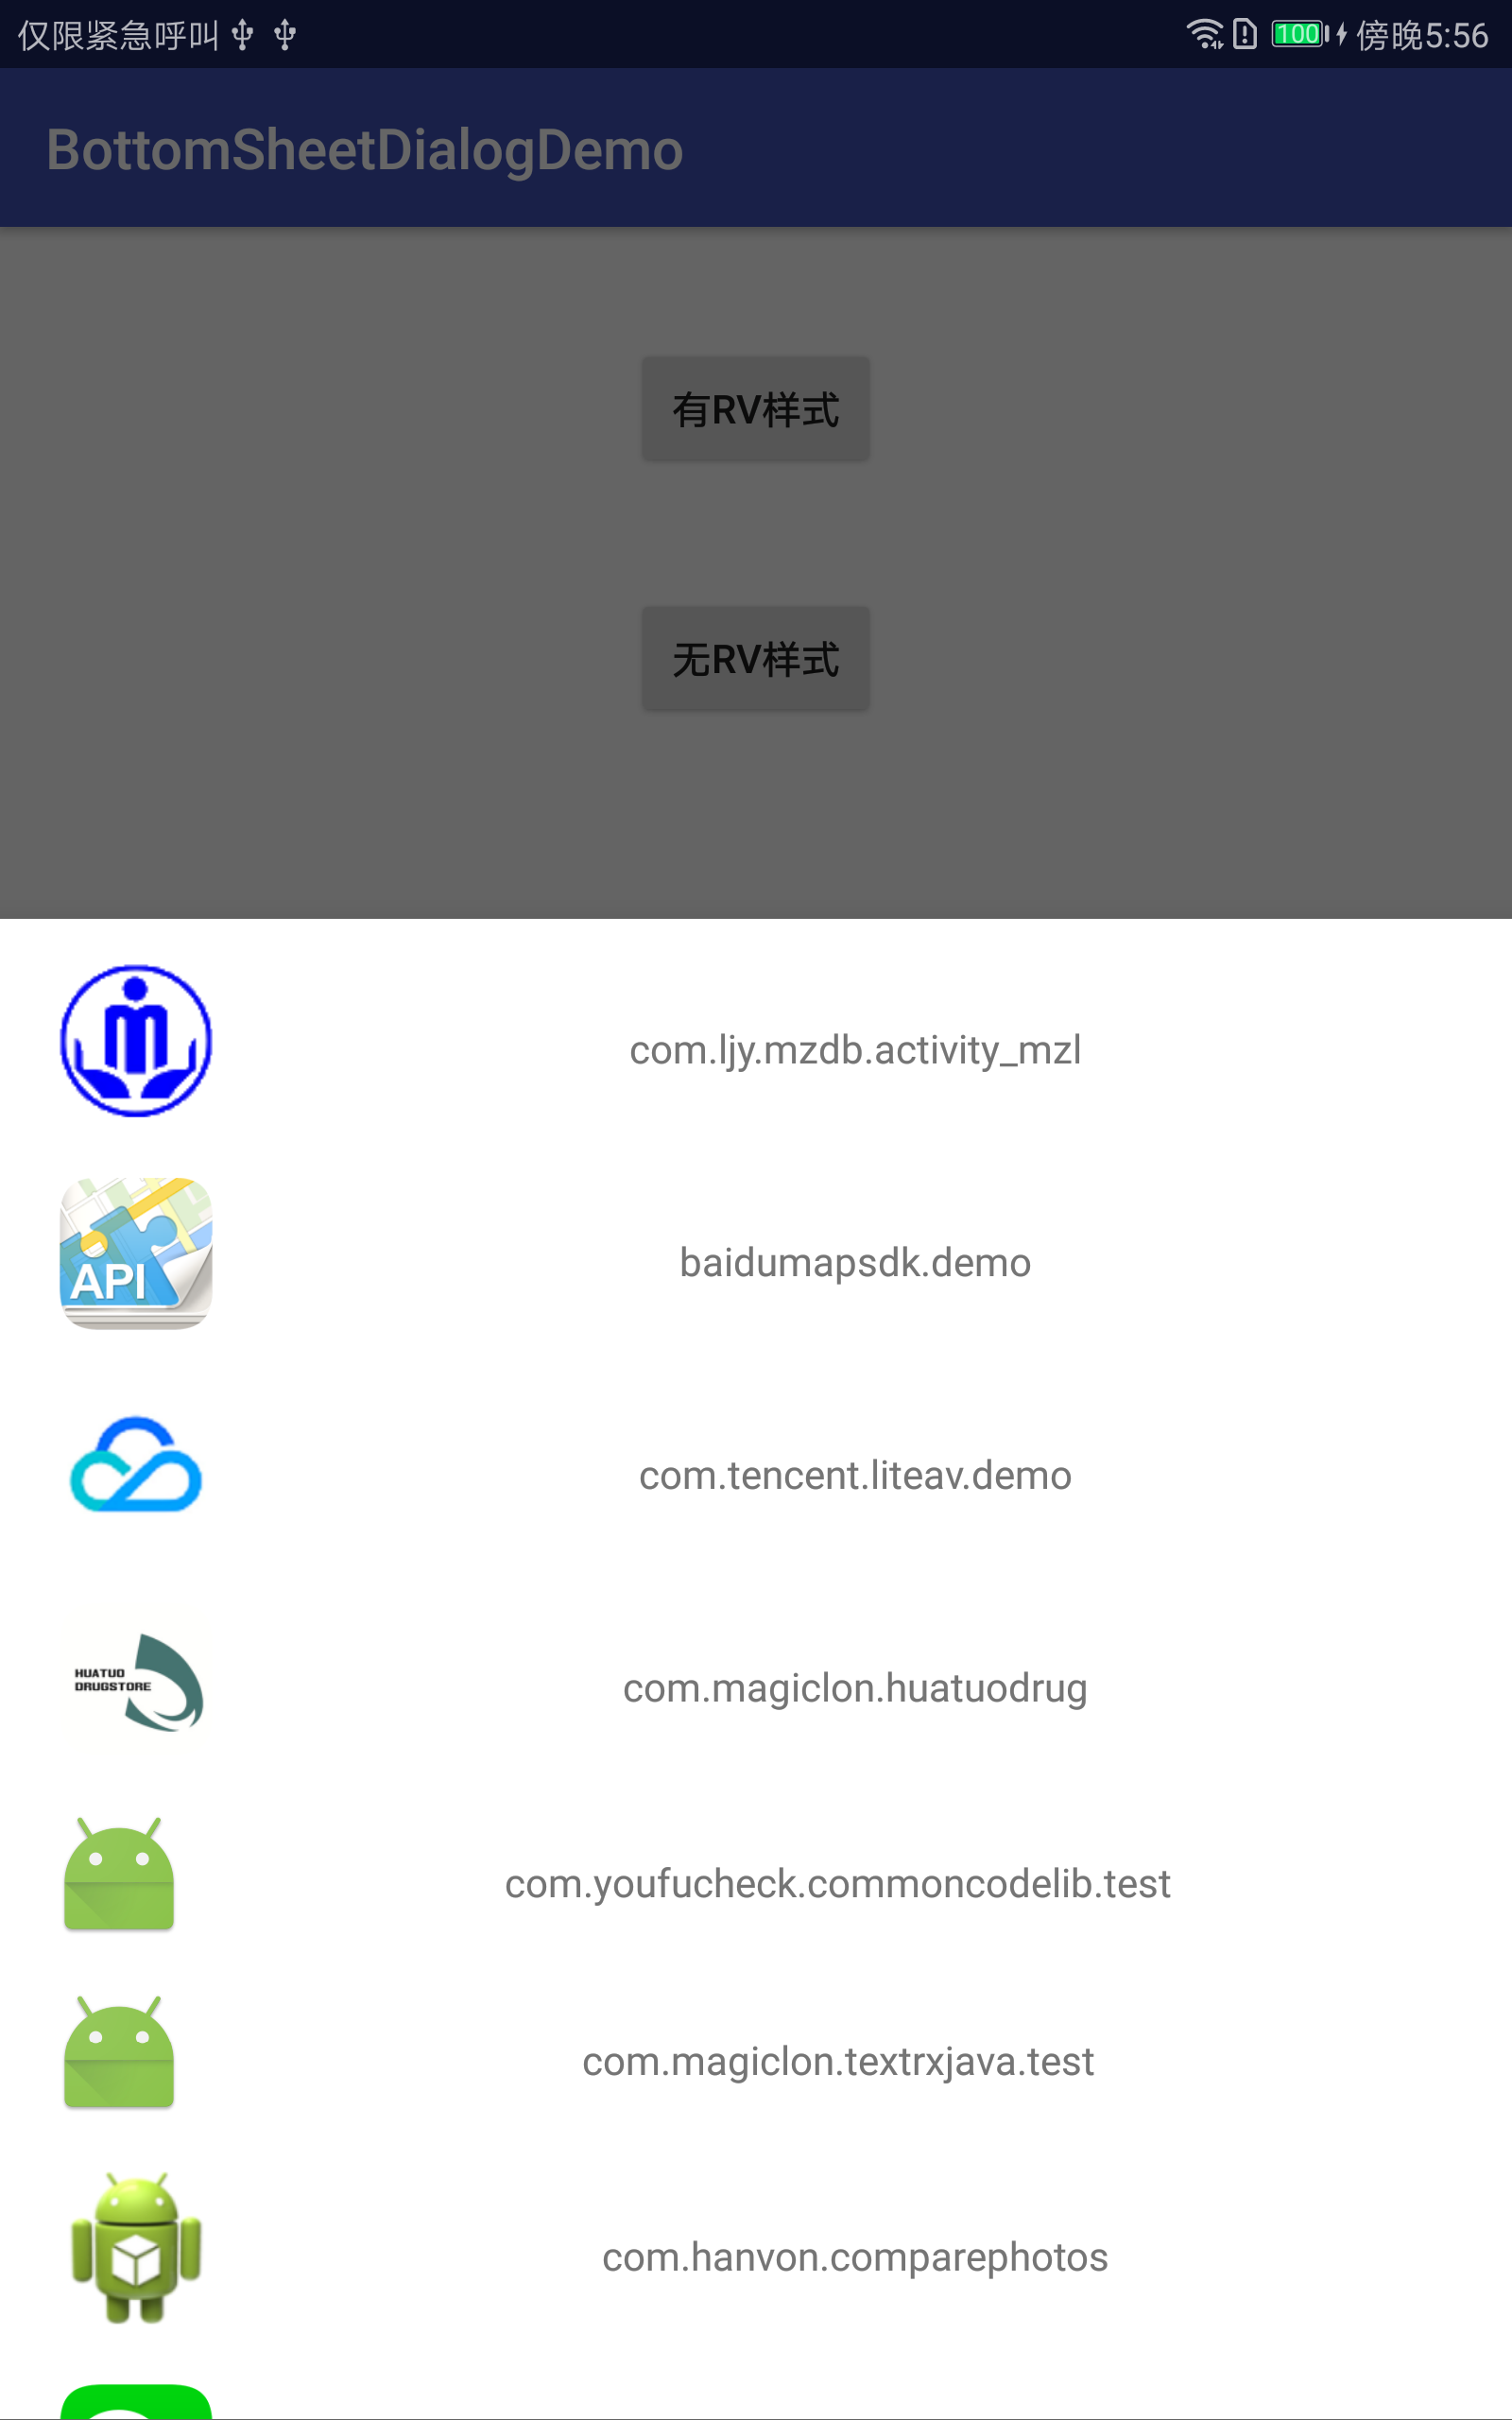 仅限紧急呼叫
100
傍晚5:56
BottomSheetDialogDemo
有RV样式
无RV样式
com.ljy.mzdb.activity_mzl
API
baidumapsdk.demo
com.tencent.liteav.demo
HUATUO
DRUGSTORE
com.magiclon.huatuodrug
com.youfucheck.commoncodelib.test
com.magiclon.textrxjava.test
com.hanvon.comparephotos